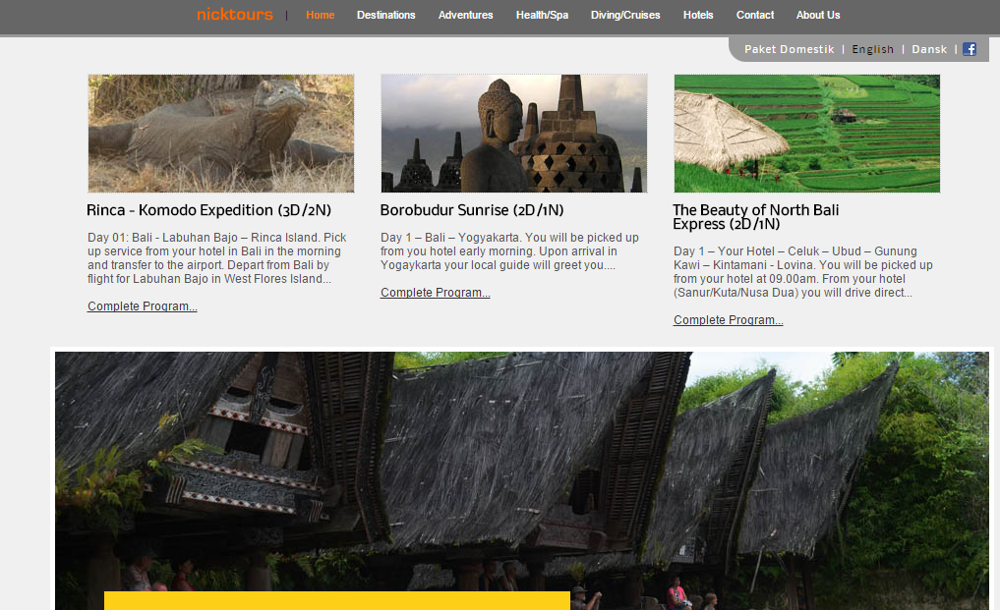 nicktours | Home Destinations Adventures Health/Spa Diving/Cruises Hotels Contact About Us
Paket Domestik | English | Dansk |
Rinca - Komodo Expedition (3D/2N)
Day 01: Bali - Labuhan Bajo – Rinca Island. Pick
up service from your hotel in Bali in the morning
and transfer to the airport. Depart from Bali by
flight for Labuhan Bajo in West Flores Island...
Complete Program...
Borobudur Sunrise (2D/1N)
Day 1 – Bali – Yogyakarta. You will be picked up
from you hotel early morning. Upon arrival in
Yogaykarta your local guide will greet you....
Complete Program...
The Beauty of North Bali
Express (2D/1N)
Day 1 – Your Hotel – Celuk – Ubud – Gunung
Kawi – Kintamani - Lovina. You will be picked up
from your hotel at 09.00am. From your hotel
(Sanur/Kuta/Nusa Dua) you will drive direct...
Complete Program...